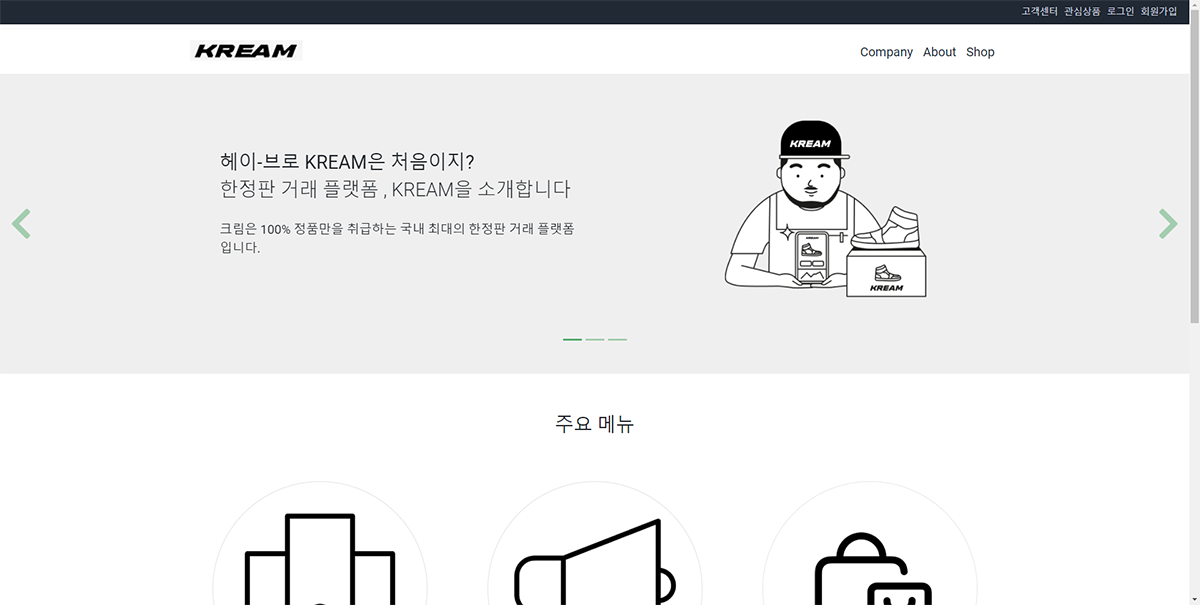 고객센터 관심상품 로그인 회원가입
KREAM
Company About Shop
헤이-브로 KREAM은 처음이지?
한정판 거래 플랫폼 , KREAM을 소개합니다
크림은 100% 정품만을 취급하는 국내 최대의 한정판 거래 플랫폼
입니다.
KREAM
KREAM
KREAM
주요 메뉴